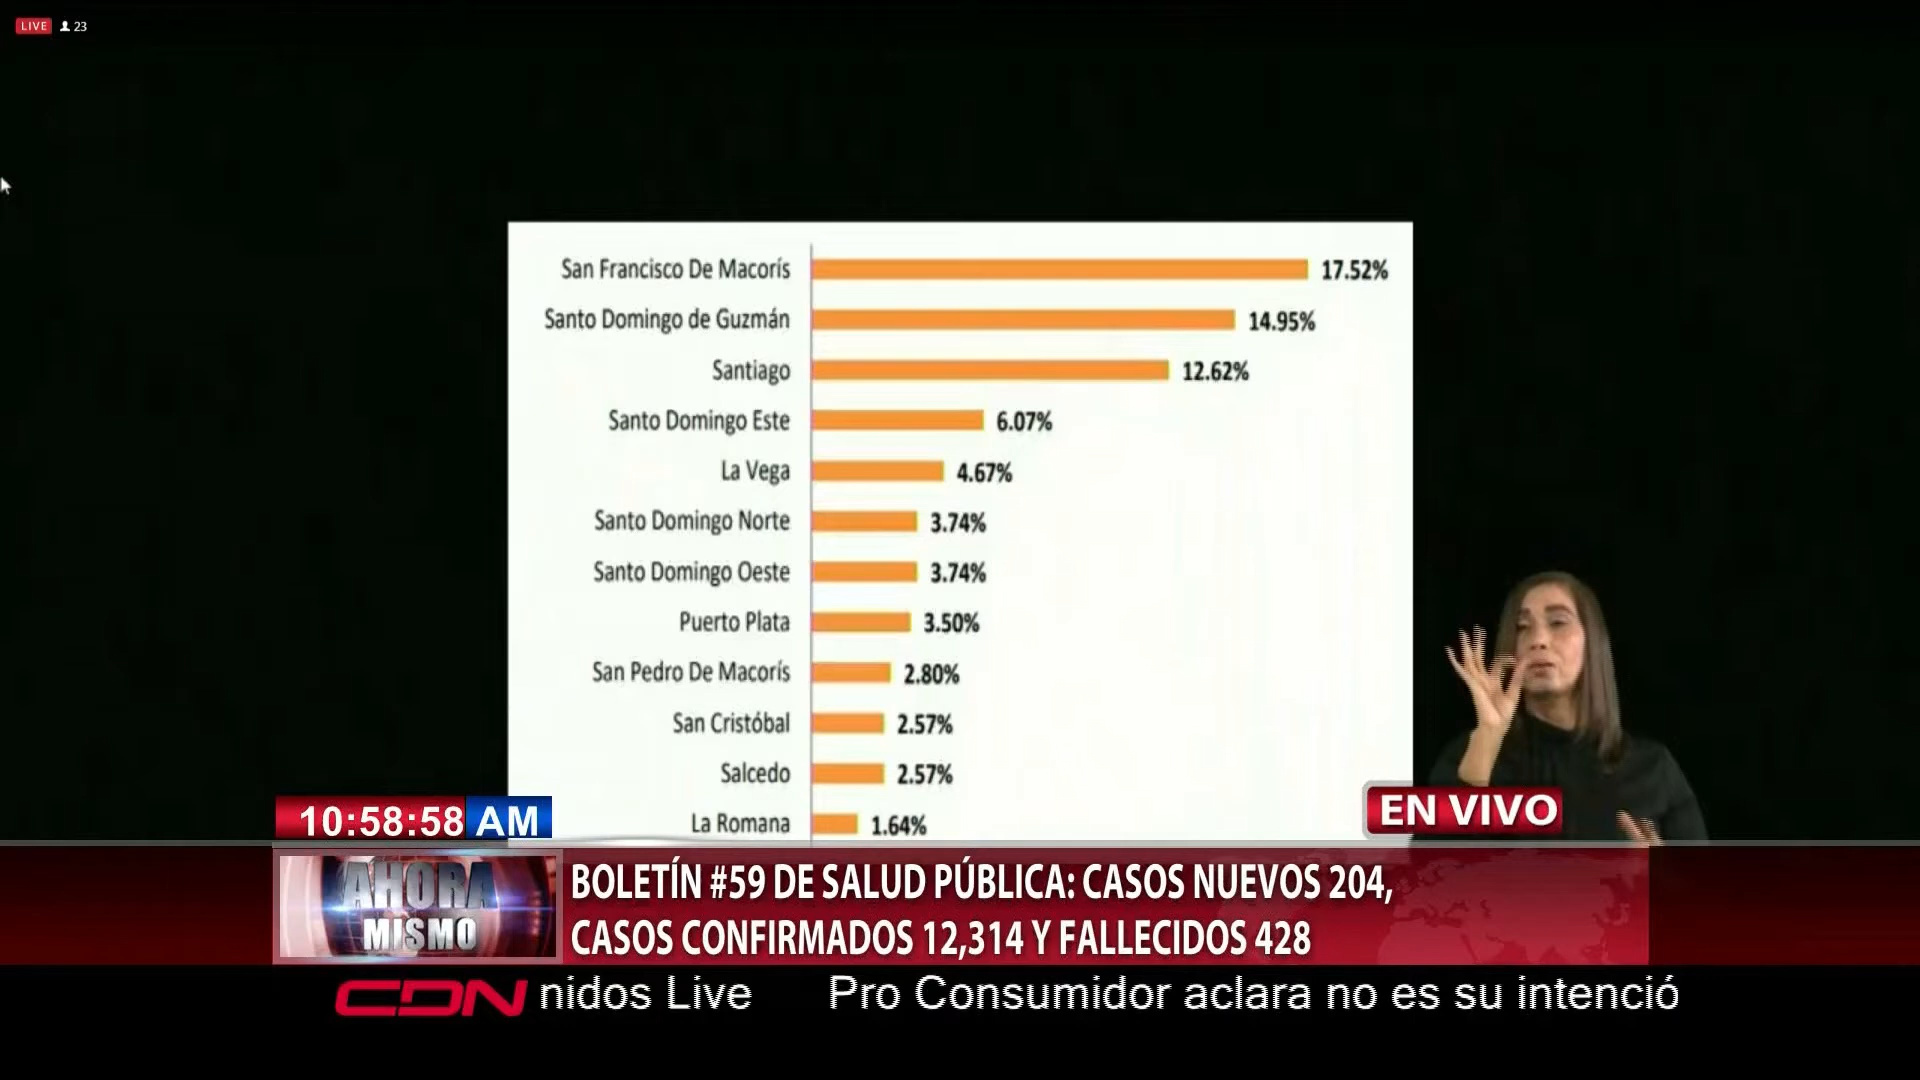 LIVE 23
San Francisco De Macorís 17.52%
Santo Domingo de Guzmán 14.95%
Santiago 12.62%
Santo Domingo Este 6.07%
La Vega 4.67%
Santo Domingo Norte 3.74%
Santo Domingo Oeste 3.74%
Puerto Plata 3.50%
San Pedro De Macorís 2.80%
San Cristóbal 2.57%
Salcedo 2.57%
La Romana 1.64%
10:58:58 AM
EN VIVO
AHORA
MISMO
BOLETÍN #59 DE SALUD PÚBLICA: CASOS NUEVOS 204,
CASOS CONFIRMADOS 12,314 Y FALLECIDOS 428
CDN nidos Live Pro Consumidor aclara no es su intenció